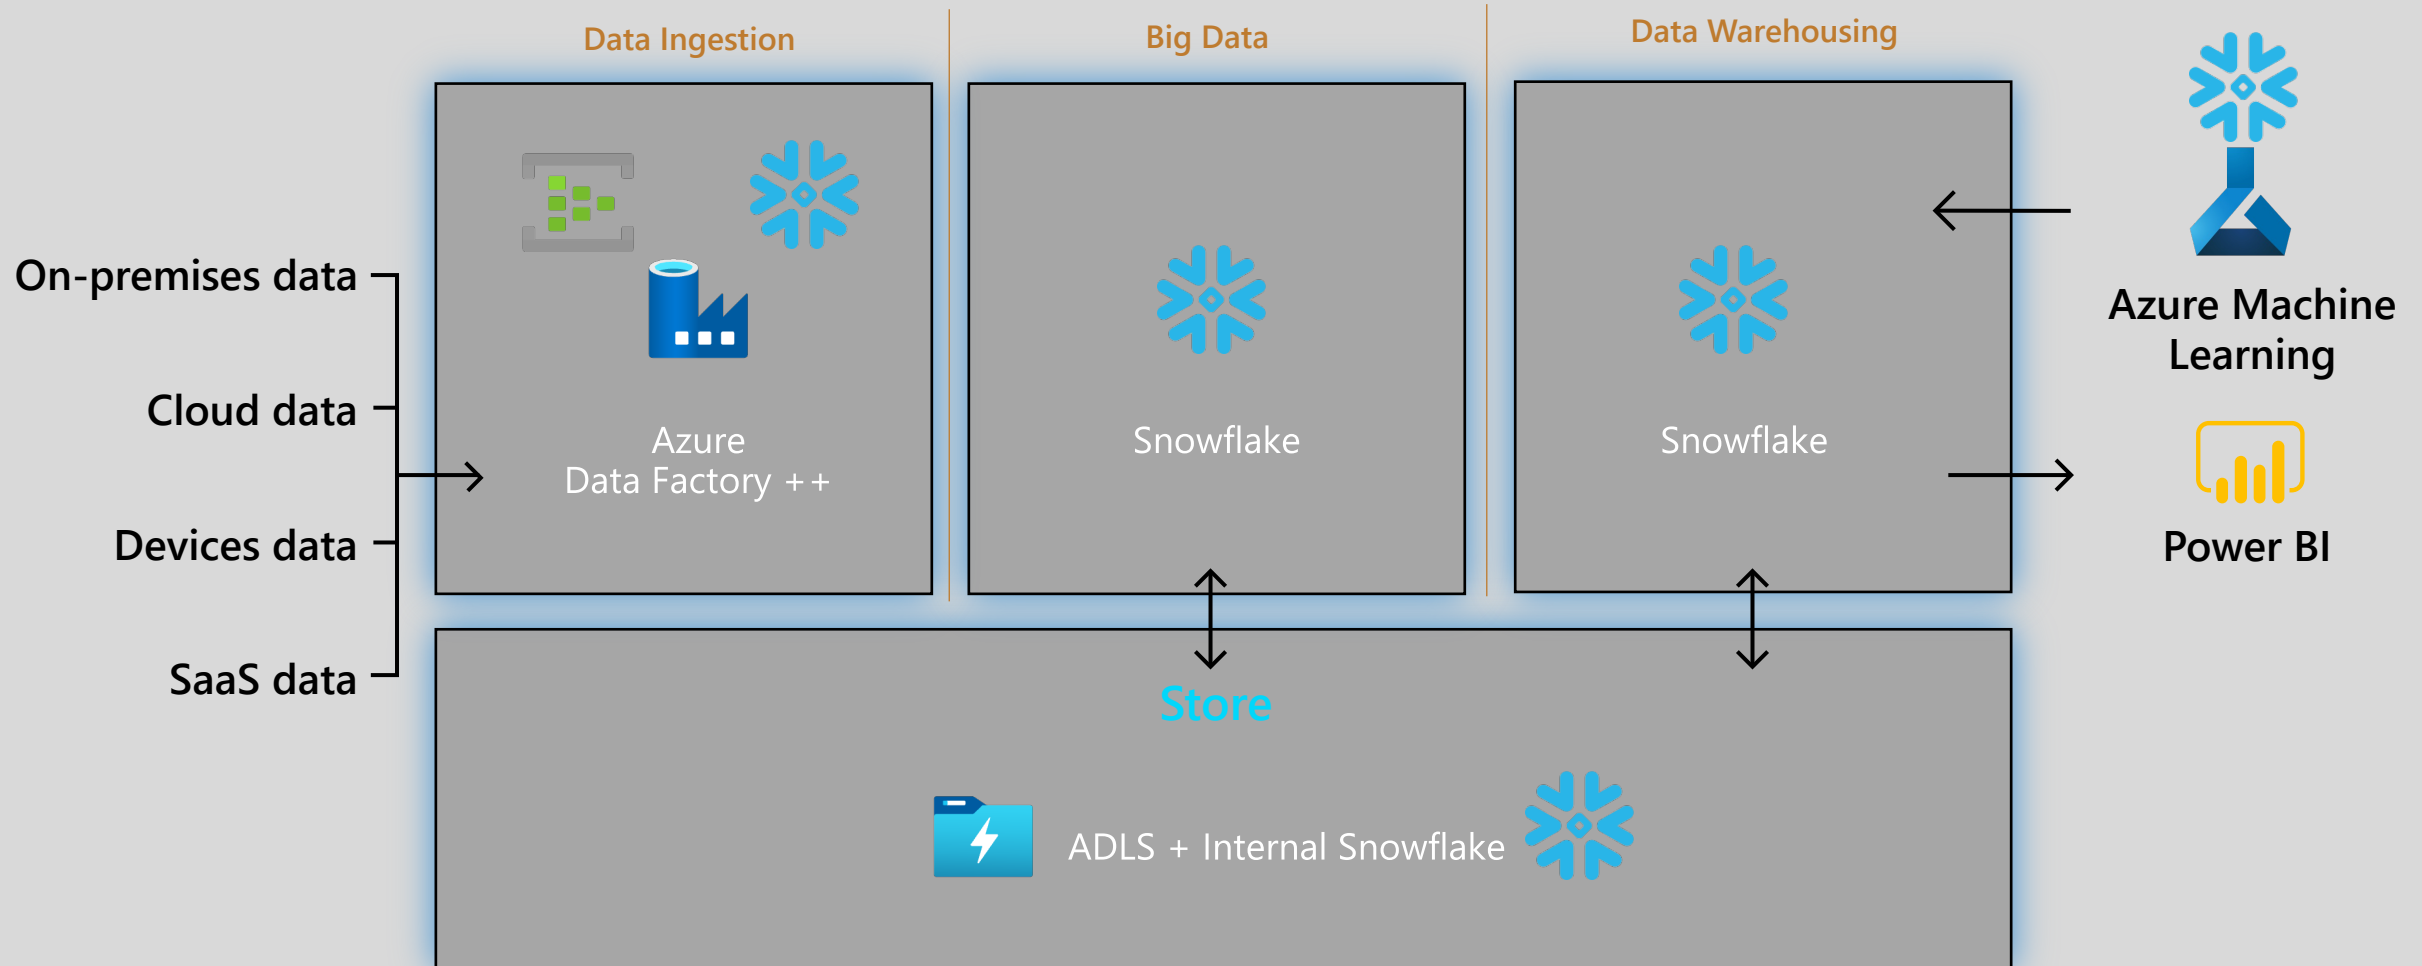 Data Ingestion
Big Data
Data Warehousing
On-premises data
Cloud data
Devices data
SaaS data
Azure
Data Factory ++
Snowflake
Snowflake
Azure Machine
Learning
Power BI
Store
ADLS + Internal Snowflake